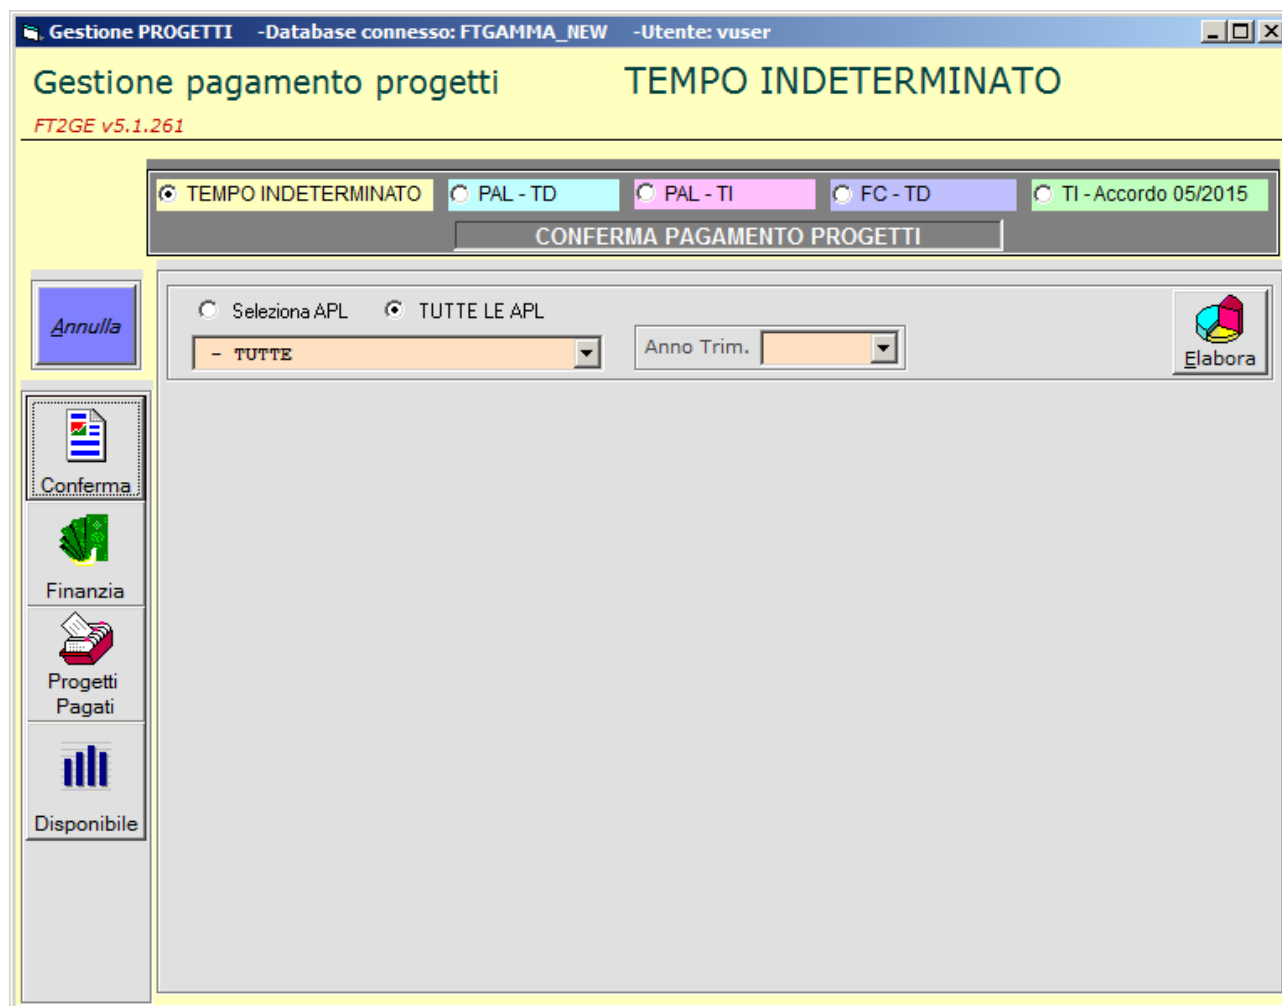 Gestione PROGETTI -Database connesso: FTGAMMA_NEW -Utente: vuser
Gestione pagamento progetti TEMPO INDETERMINATO
FT2GE v5.1.261
TEMPO INDETERMINATO PAL - TD PAL - TI FC - TD TI - Accordo 05/2015
CONFERMA PAGAMENTO PROGETTI
Annulla
Seleziona APL TUTTE LE APL
- TUTTE
Anno Trim.
Elabora
Conferma
Finanzia
Progetti
Pagati
Disponibile